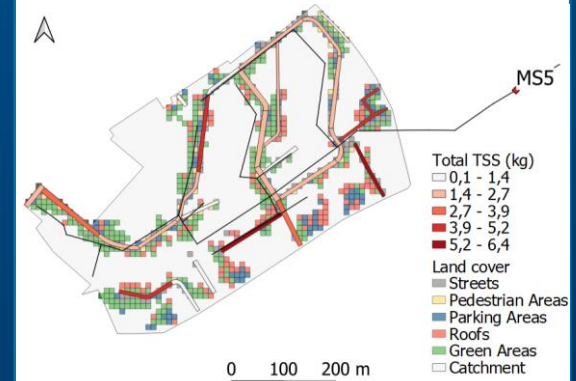 MS5
Total TSS (kg)
0,1 - 1,4
1,4 - 2,7
2,7 - 3,9
3,9 - 5,2
5,2 - 6,4
Land cover
Streets
Pedestrian Areas
Parking Areas
Roofs
Green Areas
Catchment
0 100 200 m